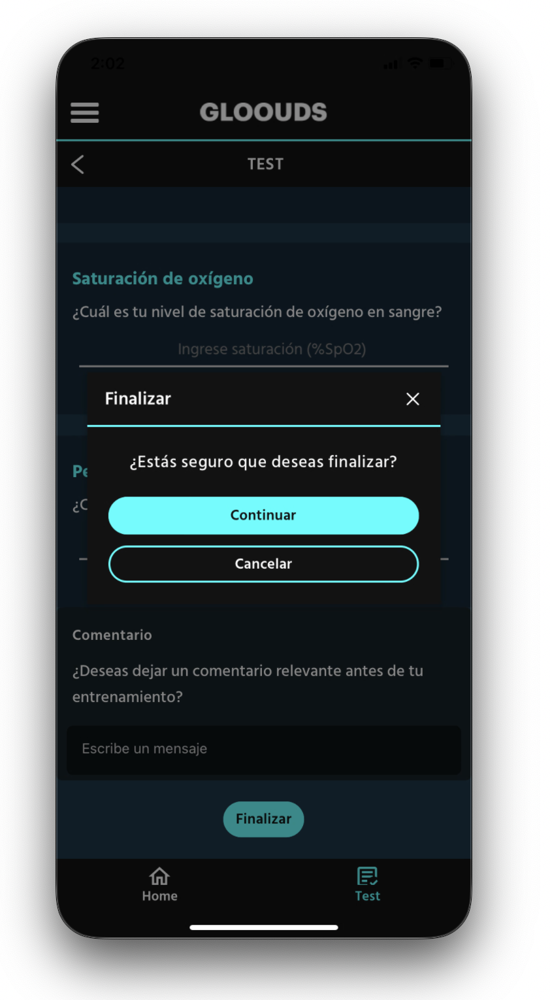 2:02
GLOOUDS
TEST
Saturación de oxígeno
¿Cuál es tu nivel de saturación de oxígeno en sangre?
Ingrese saturación (%SpO2)
Finalizar
¿Estás seguro que deseas finalizar?
Continuar
Cancelar
Comentario
¿Deseas dejar un comentario relevante antes de tu
entrenamiento?
Escribe un mensaje
Finalizar
Home
Test